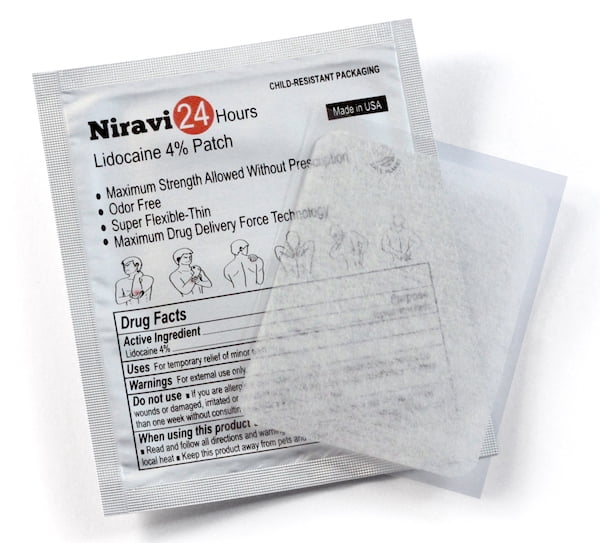 CHILD-RESISTANT PACKAGING
Niravi 24 Hours
Made in USA
Lidocaine 4% Patch
• Maximum Strength Allowed Without Prescription
• Odor Free
• Super Flexible-Thin
• Maximum Drug Delivery Force Technology
Drug Facts
Active Ingredient Purpose
Lidocaine 4%
Uses For temporary relief of minor
Warnings For external use only
Do not use ■ If you are allerg
wounds or damaged, irritated or
than one week without consultin
When using this product
■ Read and follow all directions and warnin
local heat ■ Keep this product away from pets and